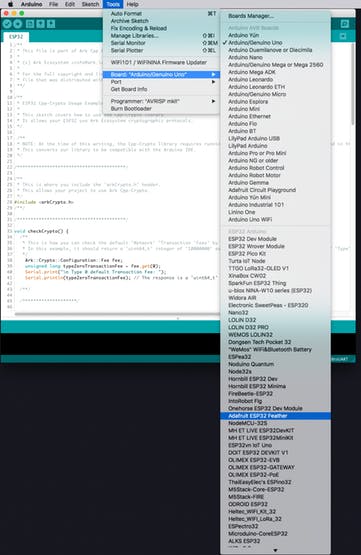 Arduino File Edit Sketch Tools Help
Auto Format ⌘T
Archive Sketch
Fix Encoding & Reload
Manage Libraries... ⇧⌘I
Serial Monitor ⇧⌘M
Serial Plotter ⇧⌘L
WiFi101 / WiFiNINA Firmware Updater
Board: "Arduino/Genuino Uno"
Port
Get Board Info
Programmer: "AVRISP mkII"
Burn Bootloader
Boards Manager...
Arduino AVR Boards
Arduino Yún
Arduino/Genuino Uno
Arduino Duemilanove or Diecimila
Arduino Nano
Arduino/Genuino Mega or Mega 2560
Arduino Mega ADK
Arduino Leonardo
Arduino Leonardo ETH
Arduino/Genuino Micro
Arduino Esplora
Arduino Mini
Arduino Ethernet
Arduino Fio
Arduino BT
LilyPad Arduino USB
LilyPad Arduino
Arduino Pro or Pro Mini
Arduino NG or older
Arduino Robot Control
Arduino Robot Motor
Arduino Gemma
Adafruit Circuit Playground
Arduino Yún Mini
Arduino Industrial 101
Linino One
Arduino Uno WiFi
ESP32 Arduino
ESP32 Dev Module
ESP32 Wrover Module
ESP32 Pico Kit
Turta IoT Node
TTGO LoRa32-OLED V1
XinaBox CW02
SparkFun ESP32 Thing
u-blox NINA-W10 series (ESP32)
Widora AIR
Electronic SweetPeas - ESP320
Nano32
LOLIN D32
LOLIN D32 PRO
WEMOS LOLIN32
Dongsen Tech Pocket 32
"WeMos" WiFi&Bluetooth Battery
ESPea32
Noduino Quantum
Node32s
Hornbill ESP32 Dev
Hornbill ESP32 Minima
FireBeetle-ESP32
IntoRobot Fig
Onehorse ESP32 Dev Module
Adafruit ESP32 Feather
NodeMCU-32S
MH ET LIVE ESP32DevKIT
MH ET LIVE ESP32MiniKit
ESP32vn IoT Uno
DOIT ESP32 DEVKIT V1
OLIMEX ESP32-EVB
OLIMEX ESP32-GATEWAY
OLIMEX ESP32-PoE
ThaiEasyElec's ESPino32
M5Stack-Core-ESP32
M5Stack-FIRE
ODROID ESP32
Heltec_WiFi_Kit_32
Heltec_WiFi_LoRa_32
ESPectro32
Microduino-CoreESP32
ALKS ESP32
ESP32
/**
* This file is part of Ark Cpp
* (c) Ark Ecosystem
* For the full copyright and
* file that was distributed with
**/
/**
* ESP32 Cpp-Crypto Usage Example
* This sketch covers how to use the Cpp-Crypto library.
* It allows your ESP32 use Ark Ecosystem cryptographic protocols.
*/
/**
* NOTE: At the time of this writing, the Cpp-Crypto library requires running
* This converts your library to be compatible with the Arduino IDE.
*/
/****************************************/
/**
* This is where you include the 'arkCrypto.h' header.
* This allows your project to use Ark Cpp-Crypto.
**/
#include <arkCrypto.h>
/**/
/****************************************/
void checkCrypto() {
/**
* This is how you can check the default 'Network' 'Transaction
* In this example, it should return a 'uint64_t' integer of '10000000'
**/
Ark::Crypto::Configuration::Fee fee;
unsigned long typeZeroTransactionFee = fee.get(0);
Serial.print("\n Type 0 default Transaction Fee: ");
Serial.println(typeZeroTransactionFee); // The response is a 'uint64_t'
/**/
/****************************************/